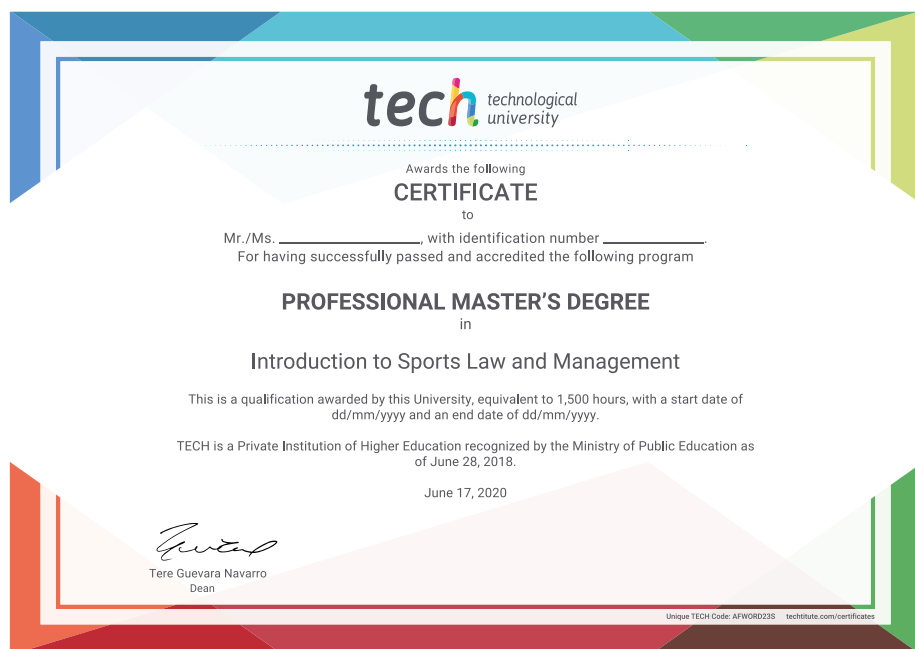 tech technological
university
Awards the following
CERTIFICATE
to
Mr./Ms. ____________________, with identification number ______________.
For having successfully passed and accredited the following program
PROFESSIONAL MASTER'S DEGREE
in
Introduction to Sports Law and Management
This is a qualification awarded by this University, equivalent to 1,500 hours, with a start date of
dd/mm/yyyy and an end date of dd/mm/yyyy.
TECH is a Private Institution of Higher Education recognized by the Ministry of Public Education as
of June 28, 2018.
June 17, 2020
Tere Guevara Navarro
Dean
Unique TECH Code: AFWORD23S techtitute.com/certificates